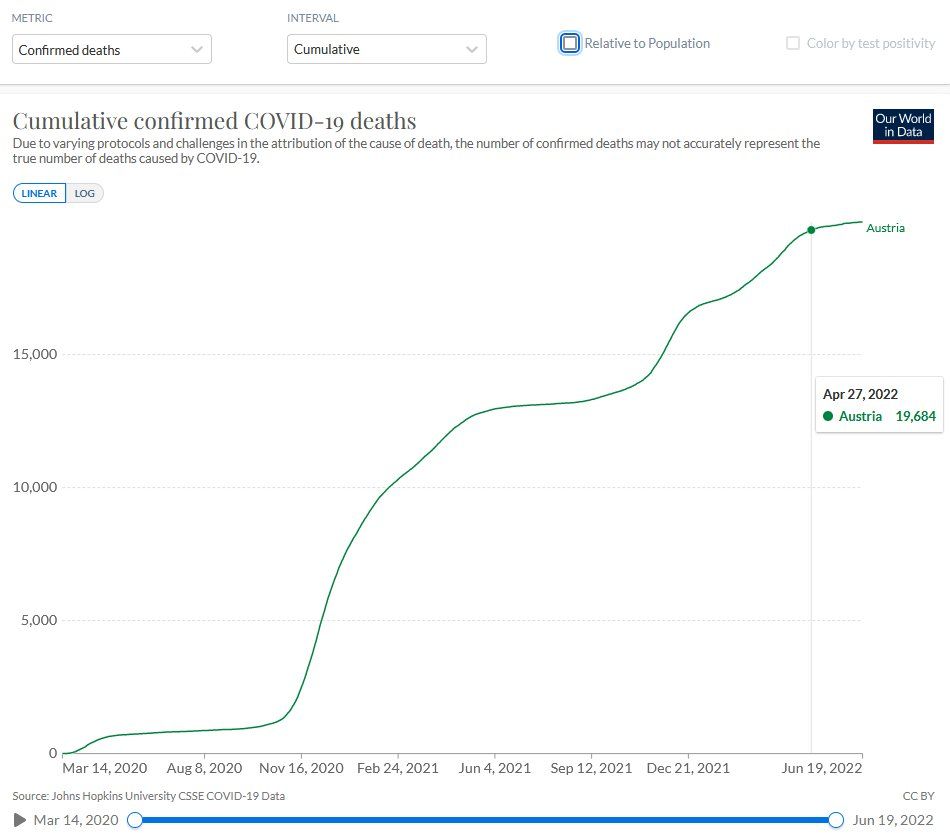 METRIC
INTERVAL
Confirmed deaths
Cumulative
Relative to Population
Color by test positivity
Cumulative confirmed COVID-19 deaths
Our World
in Data
Due to varying protocols and challenges in the attribution of the cause of death, the number of confirmed deaths may not accurately represent the
true number of deaths caused by COVID-19.
LINEAR LOG
Austria
15,000
Apr 27, 2022
Austria 19,684
10,000
5,000
0
Mar 14, 2020 Aug 8, 2020 Nov 16, 2020 Feb 24, 2021 Jun 4, 2021 Sep 12, 2021 Dec 21, 2021 Jun 19, 2022
Source: Johns Hopkins University CSSE COVID-19 Data
CC BY
Mar 14, 2020
Jun 19, 2022